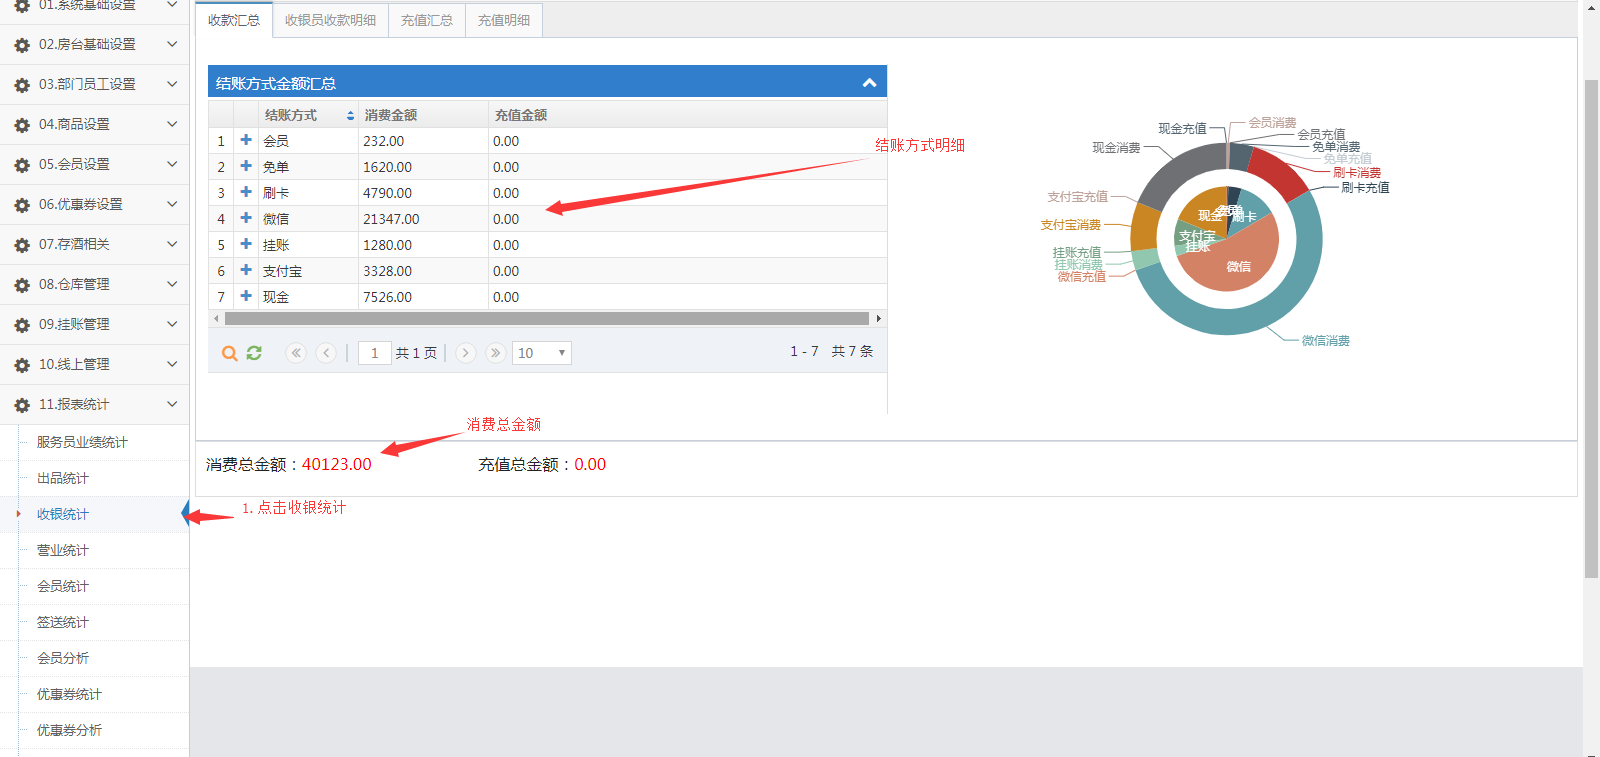 01.系统基础设置
02.房台基础设置
03.部门员工设置
04.商品设置
05.会员设置
06.优惠券设置
07.存酒相关
08.仓库管理
09.挂账管理
10.线上管理
11.报表统计
服务员业绩统计
出品统计
收银统计
营业统计
会员统计
签送统计
会员分析
优惠券统计
优惠券分析
收款汇总 收银员收款明细 充值汇总 充值明细
结账方式金额汇总
结账方式 消费金额 充值金额
1 会员 232.00 0.00
2 免单 1620.00 0.00
3 刷卡 4790.00 0.00
4 微信 21347.00 0.00
5 挂账 1280.00 0.00
6 支付宝 3328.00 0.00
7 现金 7526.00 0.00
1 共 1 页 10 1 - 7 共 7 条
结账方式明细
消费总金额
消费总金额：40123.00 充值总金额：0.00
1. 点击收银统计
现金充值
会员消费
会员充值
现金消费
免单消费
免单充值
刷卡消费
刷卡充值
支付宝充值
支付宝消费
挂账充值
挂账消费
微信充值
微信消费
现金
刷卡
支付宝
挂账
微信